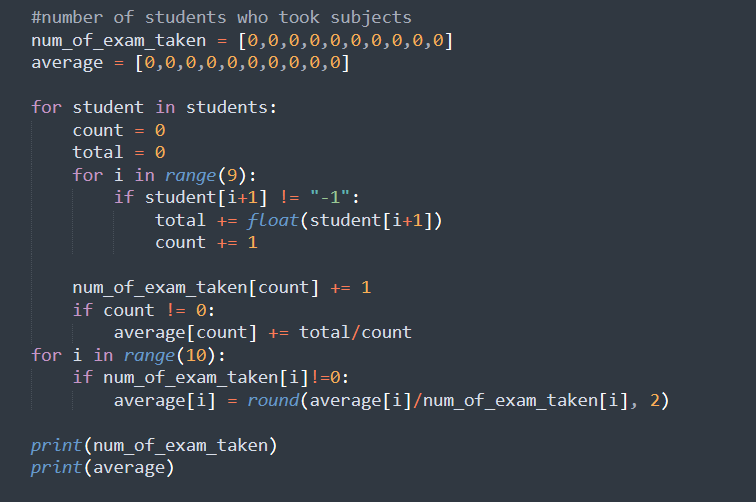 #number of students who took subjects
num_of_exam_taken = [0,0,0,0,0,0,0,0,0,0]
average = [0,0,0,0,0,0,0,0,0,0]
for student in students:
    count = 0
    total = 0
    for i in range(9):
        if student[i+1] != "-1":
            total += float(student[i+1])
            count += 1
    num_of_exam_taken[count] += 1
    if count != 0:
        average[count] += total/count
for i in range(10):
    if num_of_exam_taken[i]!=0:
        average[i] = round(average[i]/num_of_exam_taken[i], 2)
print(num_of_exam_taken)
print(average)